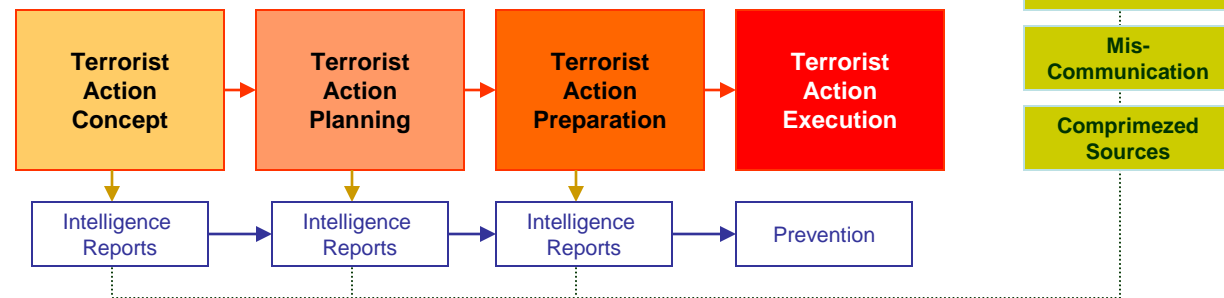 Terrorist
Action
Concept
Terrorist
Action
Planning
Terrorist
Action
Preparation
Terrorist
Action
Execution
Mis-
Communication
Comprimezed
Sources
Intelligence
Reports
Intelligence
Reports
Intelligence
Reports
Prevention